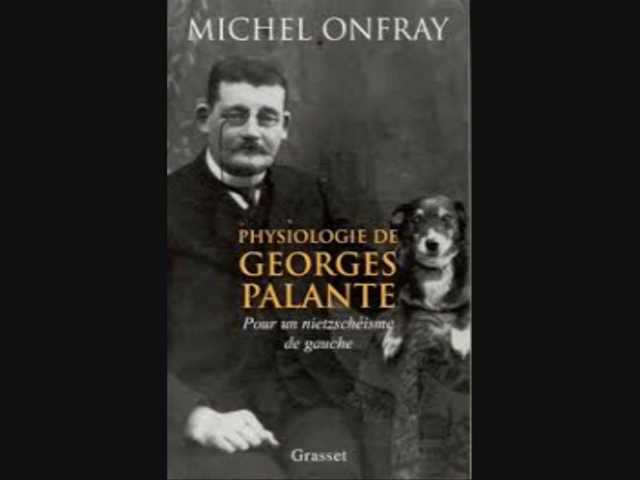 MICHEL ONFRAY
PHYSIOLOGIE DE
GEORGES
PALANTE
Pour un nietzschéisme
de gauche
Grasset